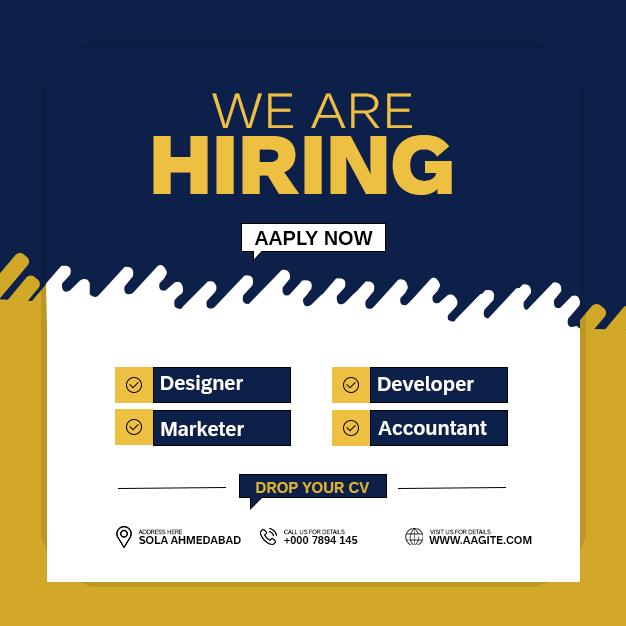 WE ARE
HIRING
AAPLY NOW
Designer
Developer
Marketer
Accountant
DROP YOUR CV
ADDRESS HERE
SOLA AHMEDABAD
CALL US FOR DETAILS
+000 7894 145
VISIT US FOR DETAILS
WWW.AAGITE.COM